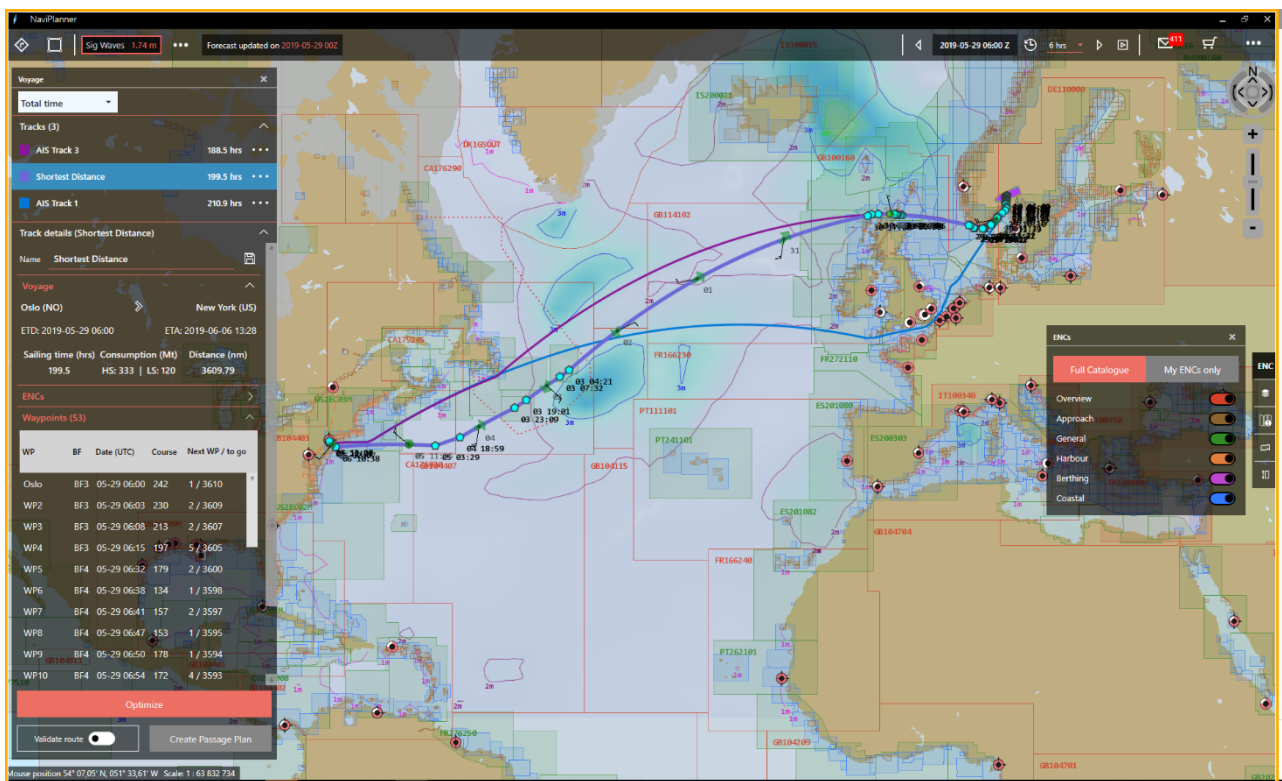 NaviPlanner
Sig Waves 1.74 m
Forecast updated on 2019-05-29 00Z
2019-05-29 06:00 Z
6 hrs
411
Voyage
Total time
Tracks (3)
AIS Track 3 188.5 hrs
Shortest Distance 199.5 hrs
AIS Track 1 210.9 hrs
Track details (Shortest Distance)
Name Shortest Distance
Voyage
Oslo (NO) New York (US)
ETD: 2019-05-29 06:00 ETA: 2019-06-06 13:28
Sailing time (hrs) Consumption (Mt) Distance (nm)
199.5 HS: 333 | LS: 120 3609.79
ENCs
Waypoints (53)
WP BF Date (UTC) Course Next WP / to go
Oslo BF3 05-29 06:00 242 1 / 3610
WP2 BF3 05-29 06:03 230 2 / 3609
WP3 BF3 05-29 06:08 213 2 / 3607
WP4 BF3 05-29 06:15 197 5 / 3605
WP5 BF4 05-29 06:32 179 2 / 3600
WP6 BF4 05-29 06:38 134 1 / 3598
WP7 BF4 05-29 06:41 157 2 / 3597
WP8 BF4 05-29 06:47 153 1 / 3595
WP9 BF4 05-29 06:50 178 1 / 3594
WP10 BF4 05-29 06:54 172 4 / 3593
Optimize
Validate route
Create Passage Plan
Mouse position 54° 07,05' N, 051° 33,61' W Scale: 1 : 63 832 734
IS100015
IS200021
DE110000
DK1GSOUT
CA176290
GB100160
GB114102
31
01
02
CA179285
FR166230
FR272110
03 04:21
03 07:32
03 19:01
03 23:09
04
04 18:59
05 03:29
06 10:38
PT111101
ES201080
PT241101
ES200303
IT100340
GB104115
ES201082
GB104704
FR166240
PT262101
FR276250
GB104209
GB104701
N
ENCs
Full Catalogue
My ENCs only
Overview
Approach
General
Harbour
Berthing
Coastal
ENC